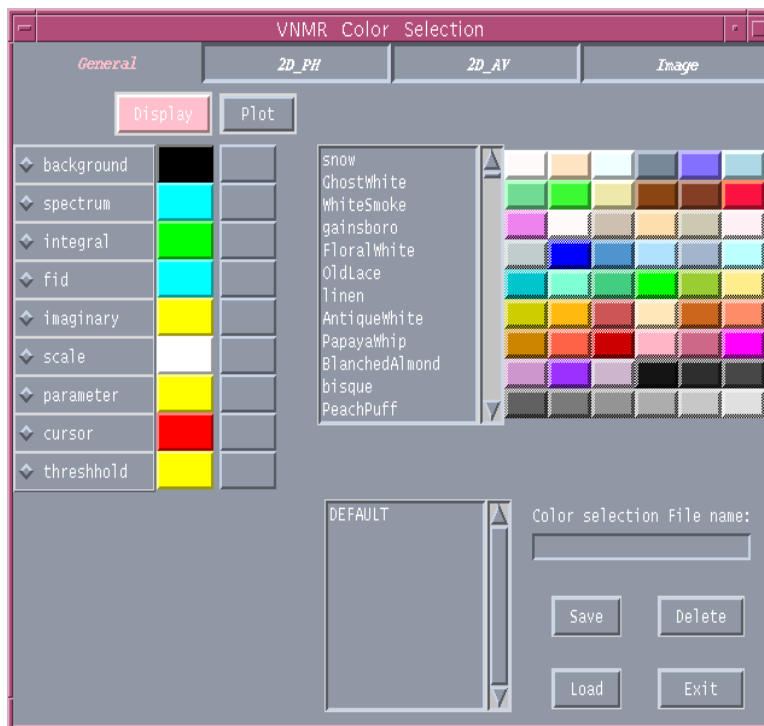 VNMR Color Selection
General
2D_PH
2D_AV
Image
Display
Plot
background
spectrum
integral
fid
imaginary
scale
parameter
cursor
threshhold
snow
GhostWhite
WhiteSmoke
gainsboro
FloralWhite
OldLace
linen
AntiqueWhite
PapayaWhip
BlanchedAlmond
bisque
PeachPuff
DEFAULT
Color selection File name:
Save
Delete
Load
Exit